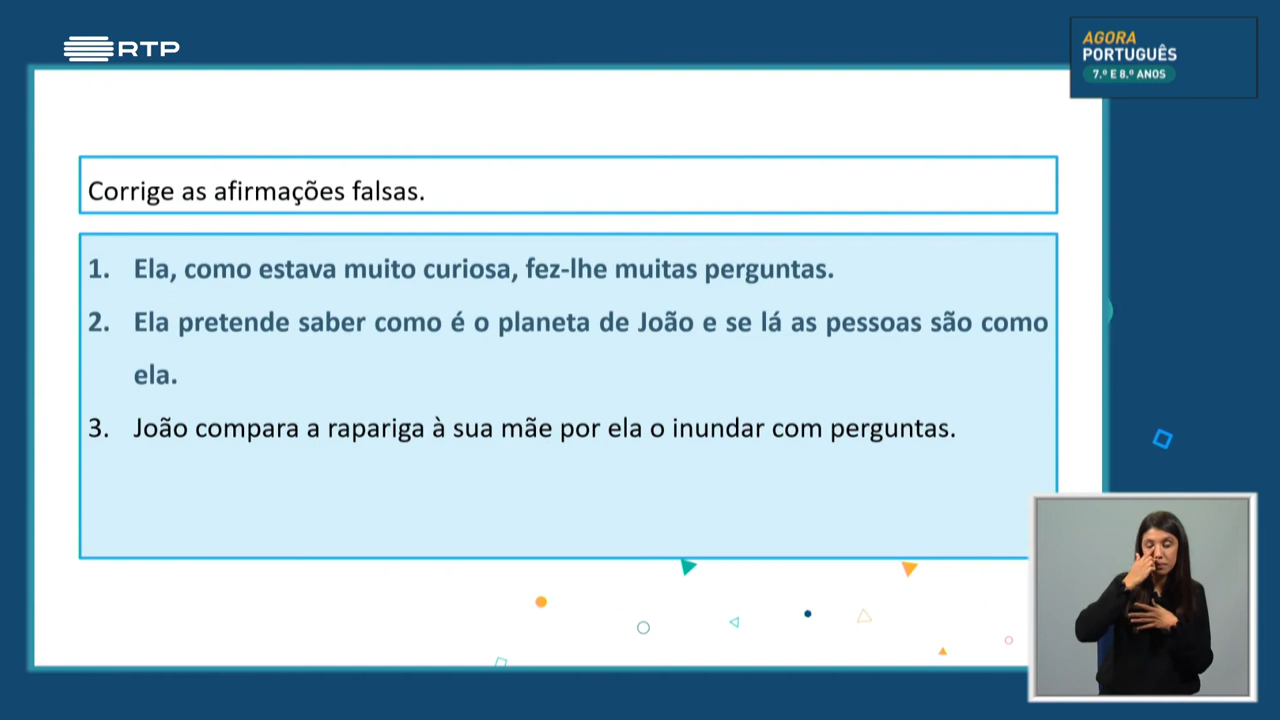 RTP
AGORA
PORTUGUÊS
7.º E 8.º ANOS
Corrige as afirmações falsas.
1. Ela, como estava muito curiosa, fez-lhe muitas perguntas.
2. Ela pretende saber como é o planeta de João e se lá as pessoas são como
ela.
3. João compara a rapariga à sua mãe por ela o inundar com perguntas.